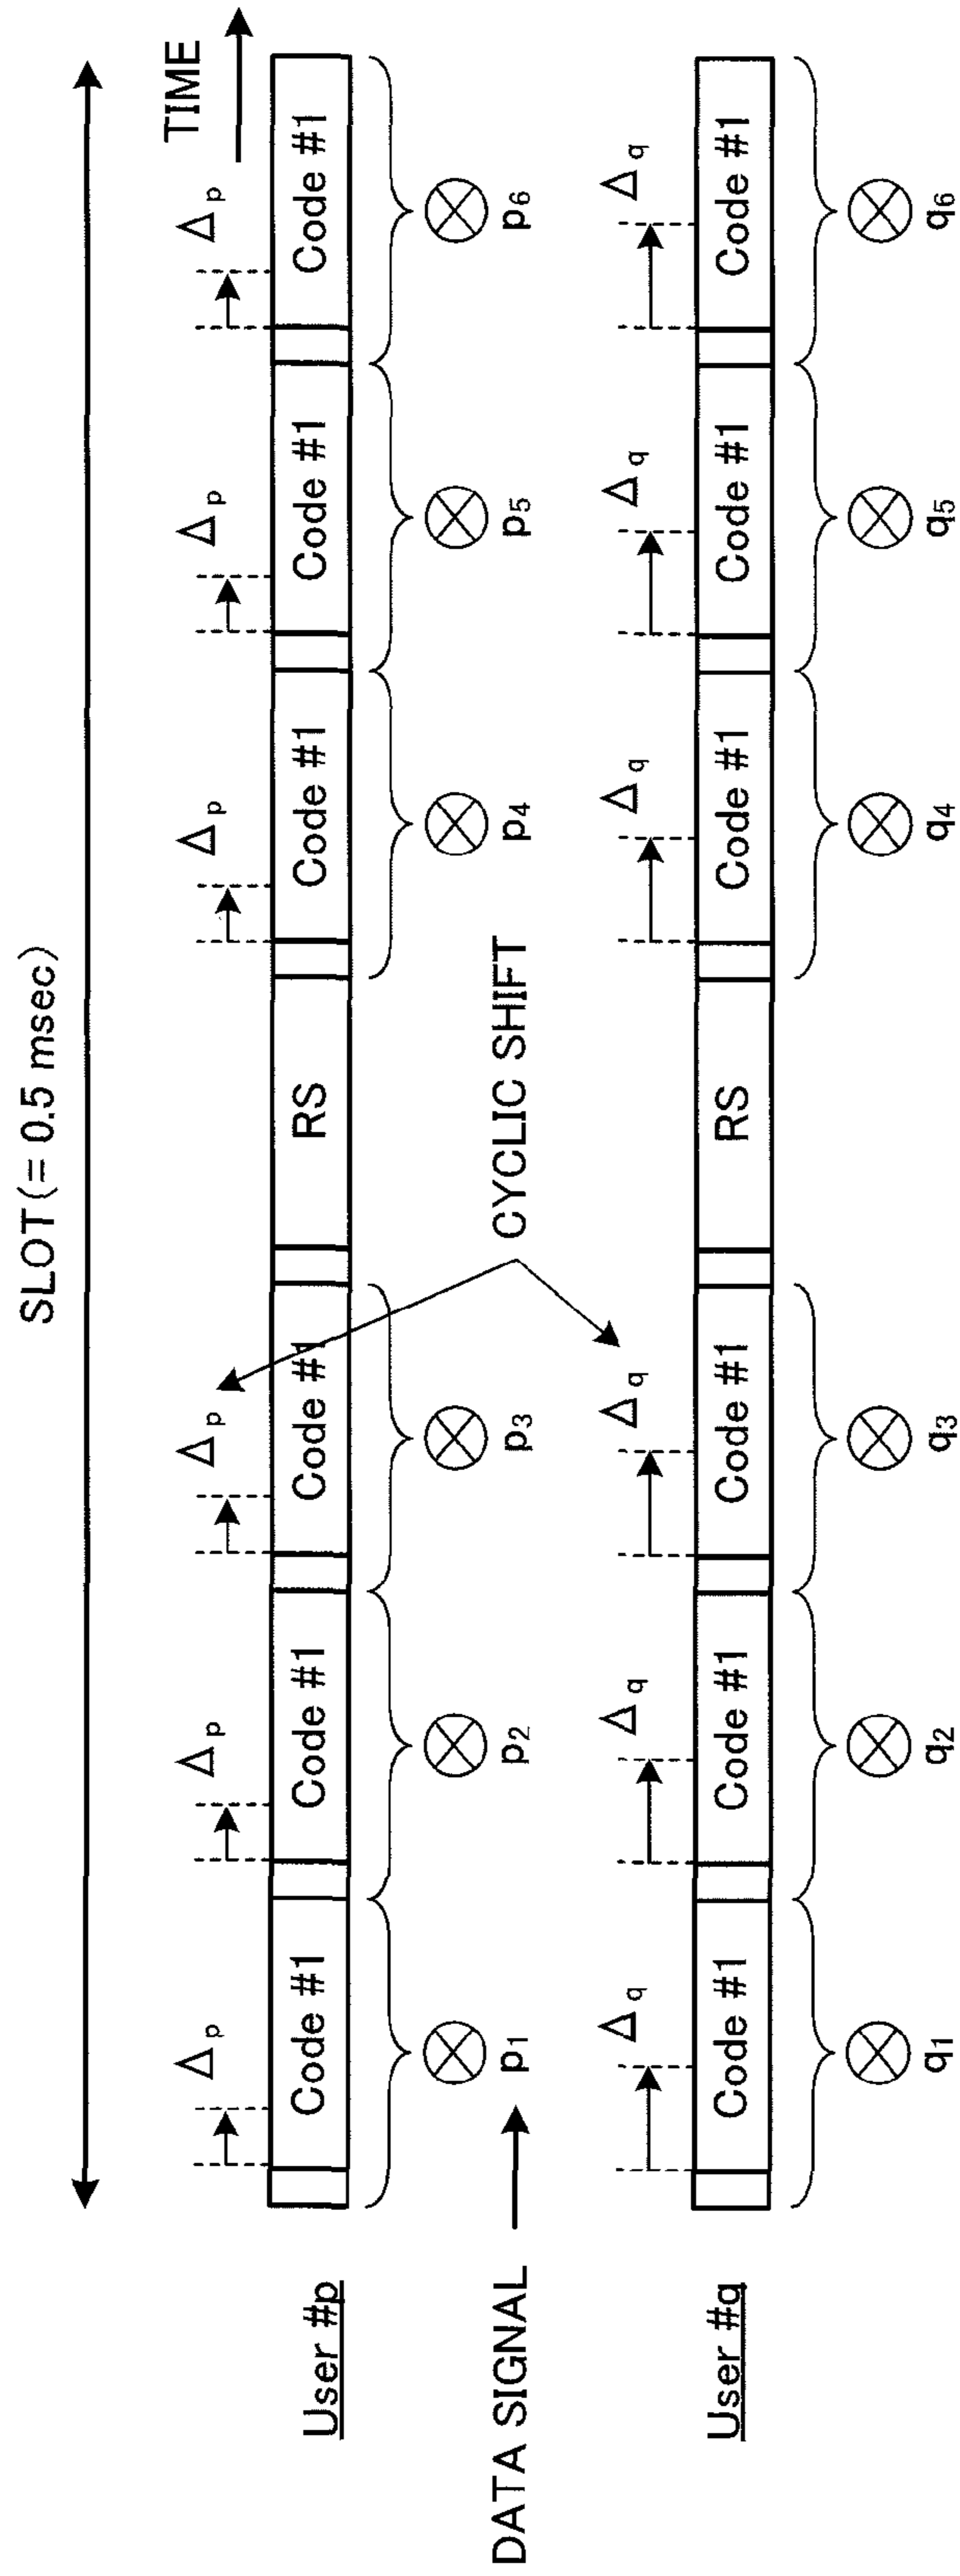 SLOT(= 0.5 msec)
TIME
Δp Δp Δp Δp Δp Δp
User #p
Code #1 Code #1 Code #1 RS Code #1 Code #1 Code #1
DATA SIGNAL
p1 p2 p3 p4 p5 p6
CYCLIC SHIFT
Δq Δq Δq Δq Δq Δq
User #q
Code #1 Code #1 Code #1 RS Code #1 Code #1 Code #1
q1 q2 q3 q4 q5 q6